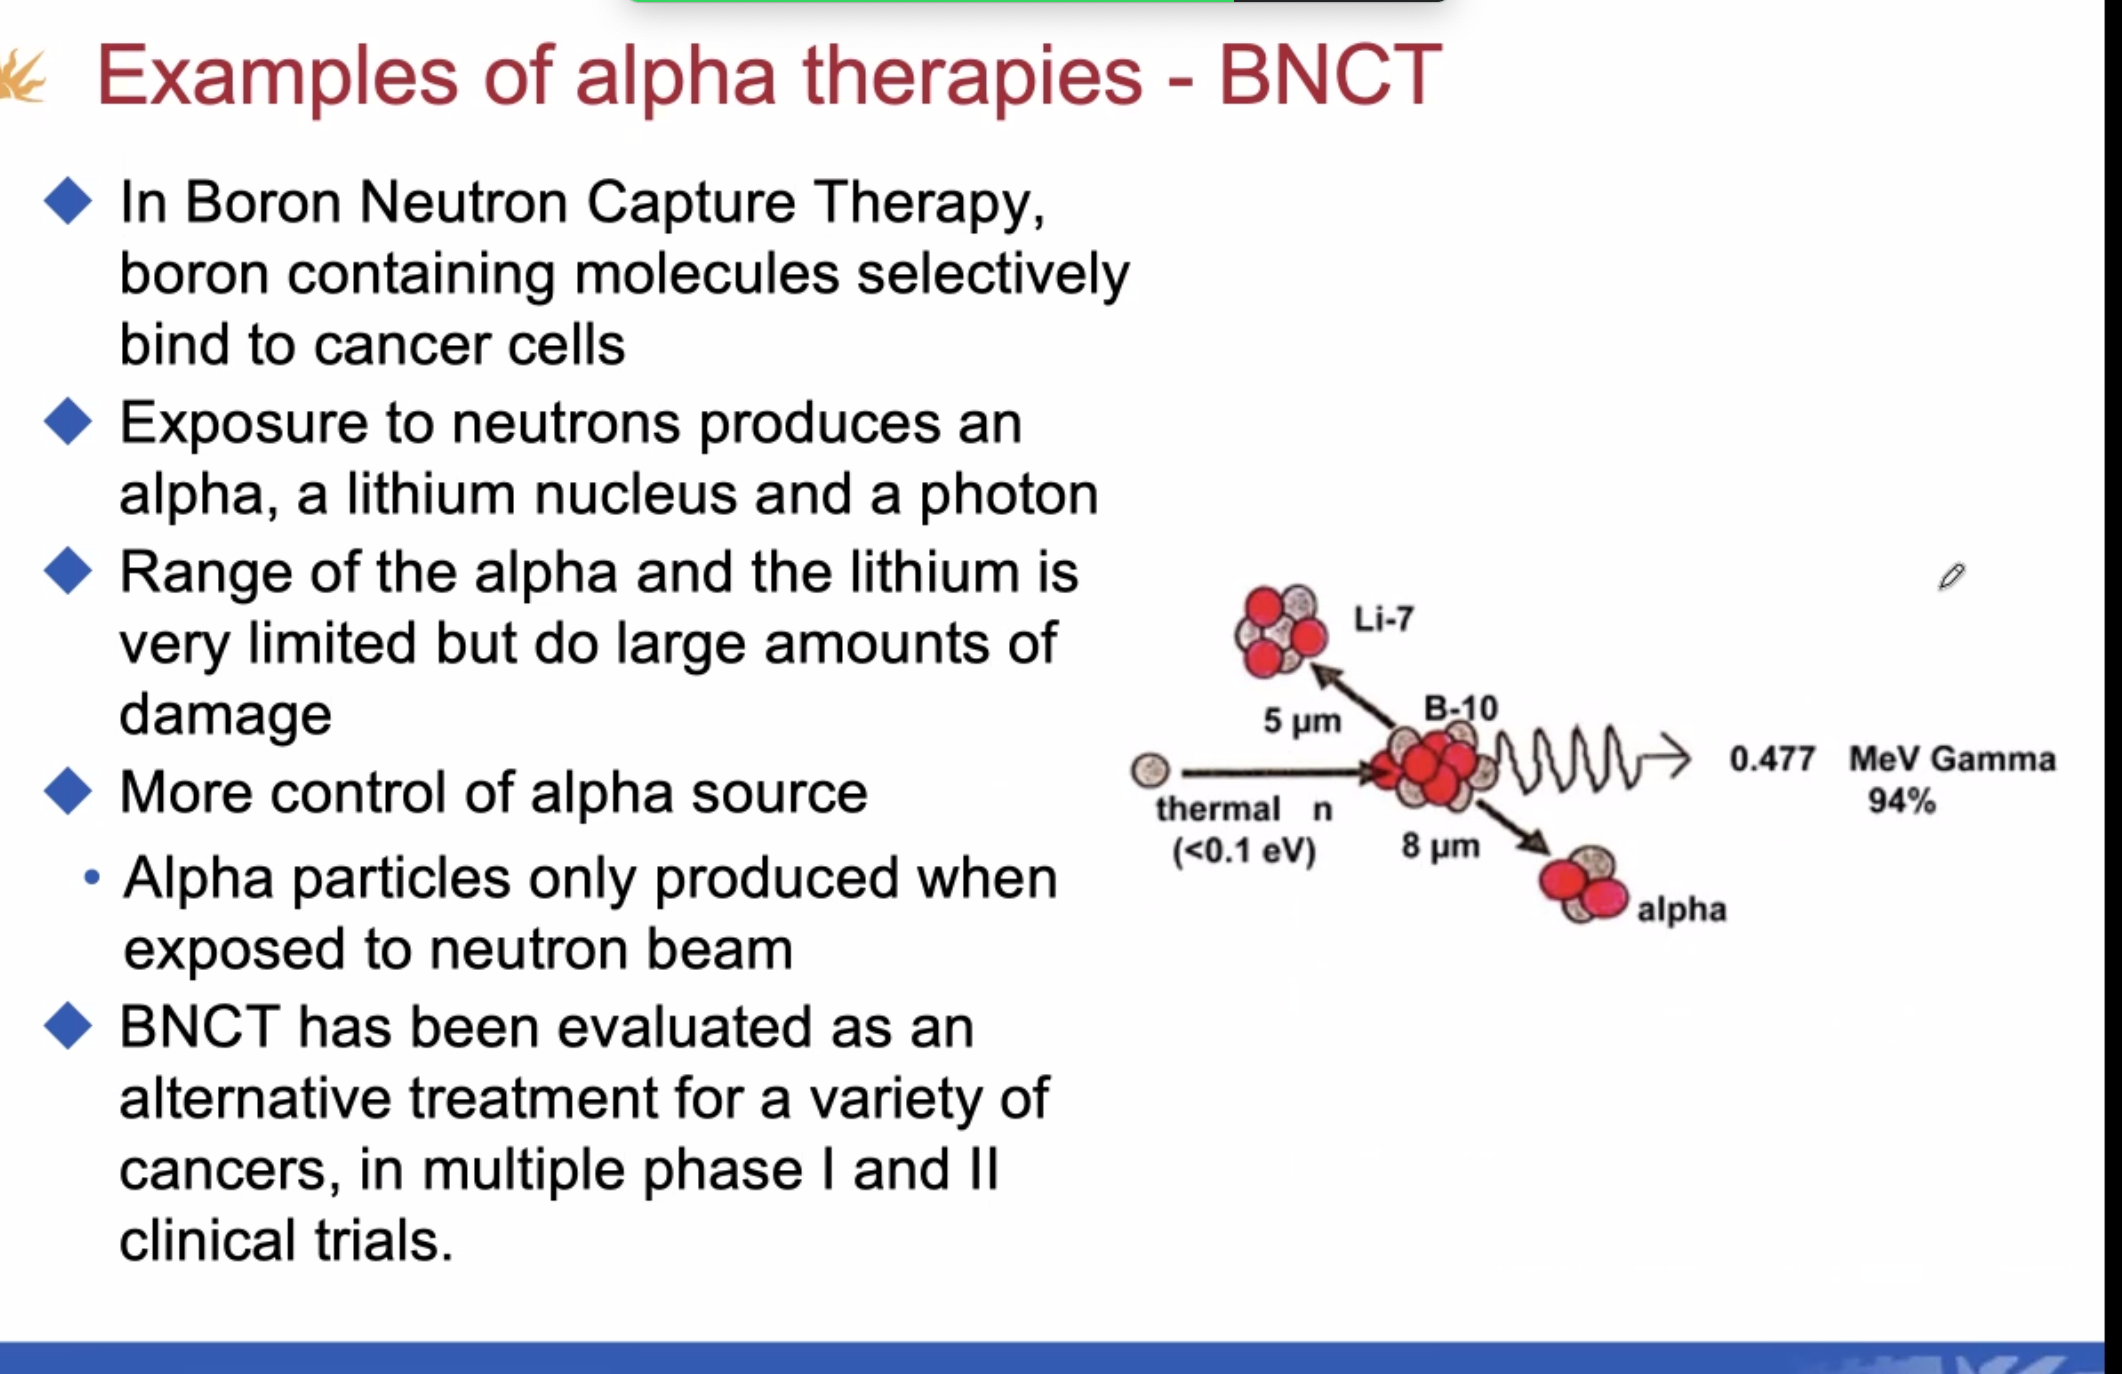 Examples of alpha therapies - BNCT
In Boron Neutron Capture Therapy,
boron containing molecules selectively
bind to cancer cells
Exposure to neutrons produces an
alpha, a lithium nucleus and a photon
Range of the alpha and the lithium is
very limited but do large amounts of
damage
More control of alpha source
• Alpha particles only produced when
exposed to neutron beam
BNCT has been evaluated as an
alternative treatment for a variety of
cancers, in multiple phase I and II
clinical trials.
Li-7
B-10
5 µm
0.477 MeV Gamma
94%
thermal n
(<0.1 eV)
8 µm
alpha